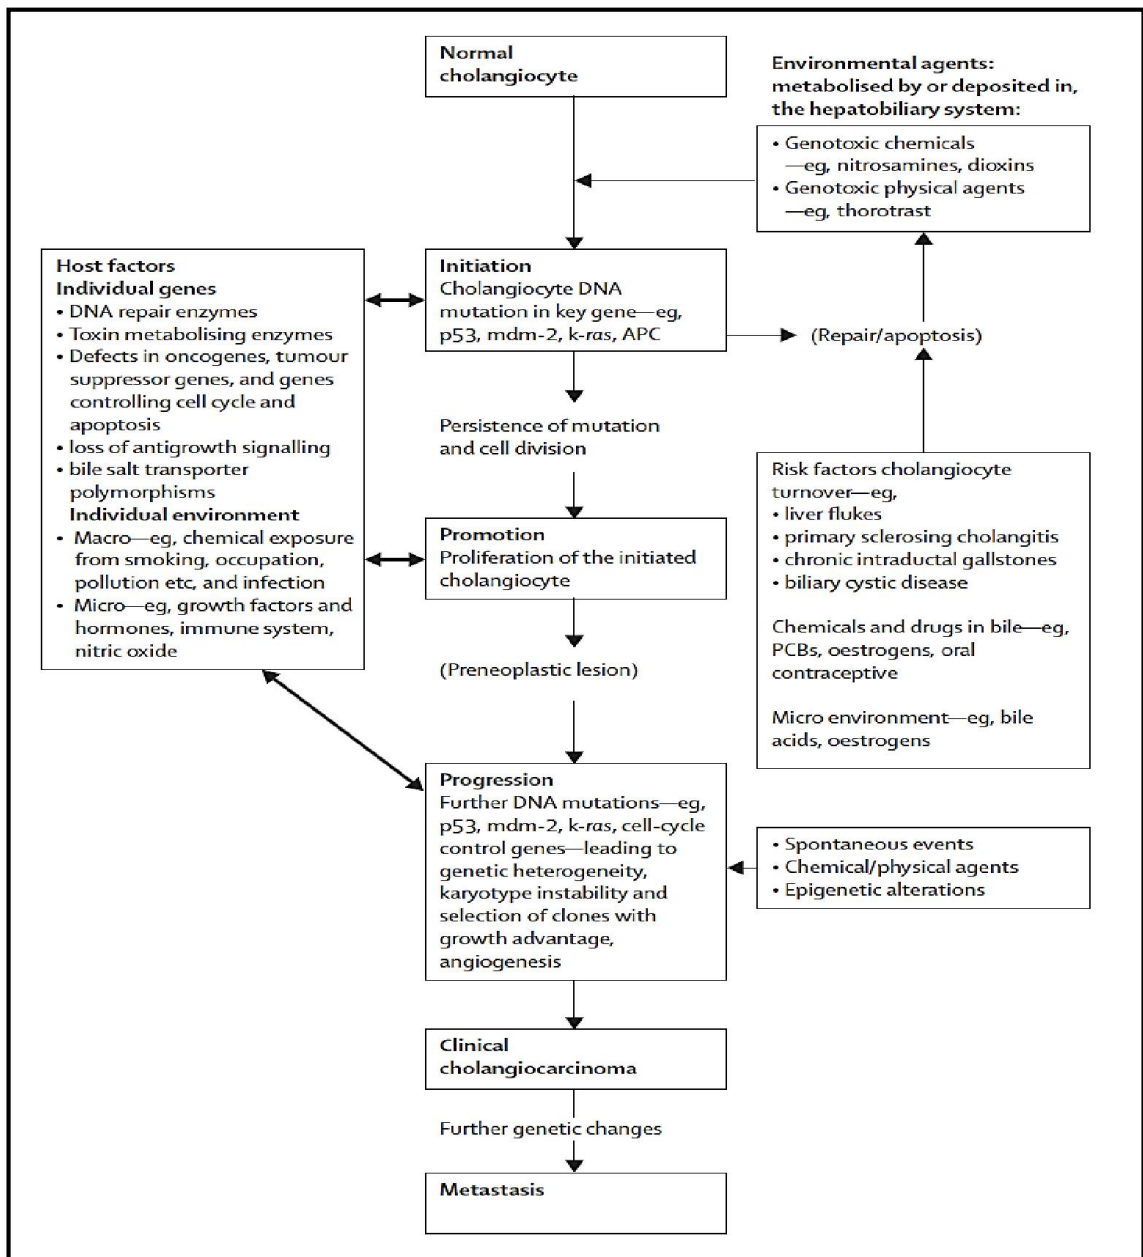 Normal
cholangiocyte
Environmental agents:
metabolised by or deposited in,
the hepatobiliary system:
• Genotoxic chemicals
—eg, nitrosamines, dioxins
• Genotoxic physical agents
—eg, thorotrast
Host factors
Individual genes
• DNA repair enzymes
• Toxin metabolising enzymes
• Defects in oncogenes, tumour
suppressor genes, and genes
controlling cell cycle and
apoptosis
• loss of antigrowth signalling
• bile salt transporter
polymorphisms
Individual environment
• Macro—eg, chemical exposure
from smoking, occupation,
pollution etc, and infection
• Micro—eg, growth factors and
hormones, immune system,
nitric oxide
Initiation
Cholangiocyte DNA
mutation in key gene—eg,
p53, mdm-2, k-ras, APC
(Repair/apoptosis)
Persistence of mutation
and cell division
Risk factors cholangiocyte
turnover—eg,
• liver flukes
• primary sclerosing cholangitis
• chronic intraductal gallstones
• biliary cystic disease
Chemicals and drugs in bile—eg,
PCBs, oestrogens, oral
contraceptive
Micro environment—eg, bile
acids, oestrogens
Promotion
Proliferation of the initiated
cholangiocyte
(Preneoplastic lesion)
Progression
Further DNA mutations—eg,
p53, mdm-2, k-ras, cell-cycle
control genes—leading to
genetic heterogeneity,
karyotype instability and
selection of clones with
growth advantage,
angiogenesis
• Spontaneous events
• Chemical/physical agents
• Epigenetic alterations
Clinical
cholangiocarcinoma
Further genetic changes
Metastasis